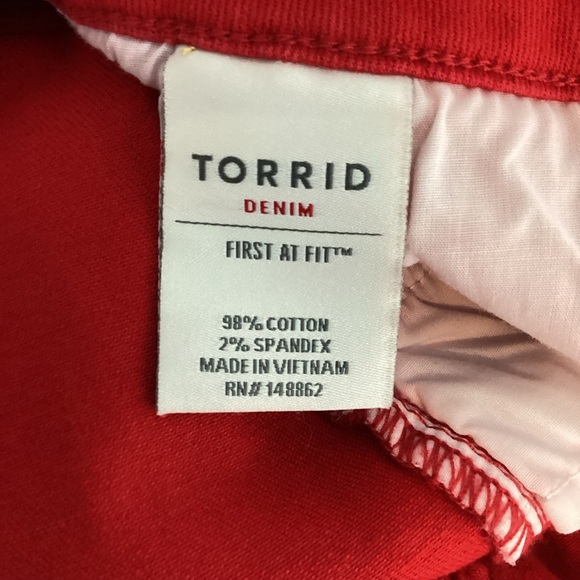 TORRID
DENIM
FIRST AT FIT™
98% COTTON
2% SPANDEX
MADE IN VIETNAM
RN# 148862